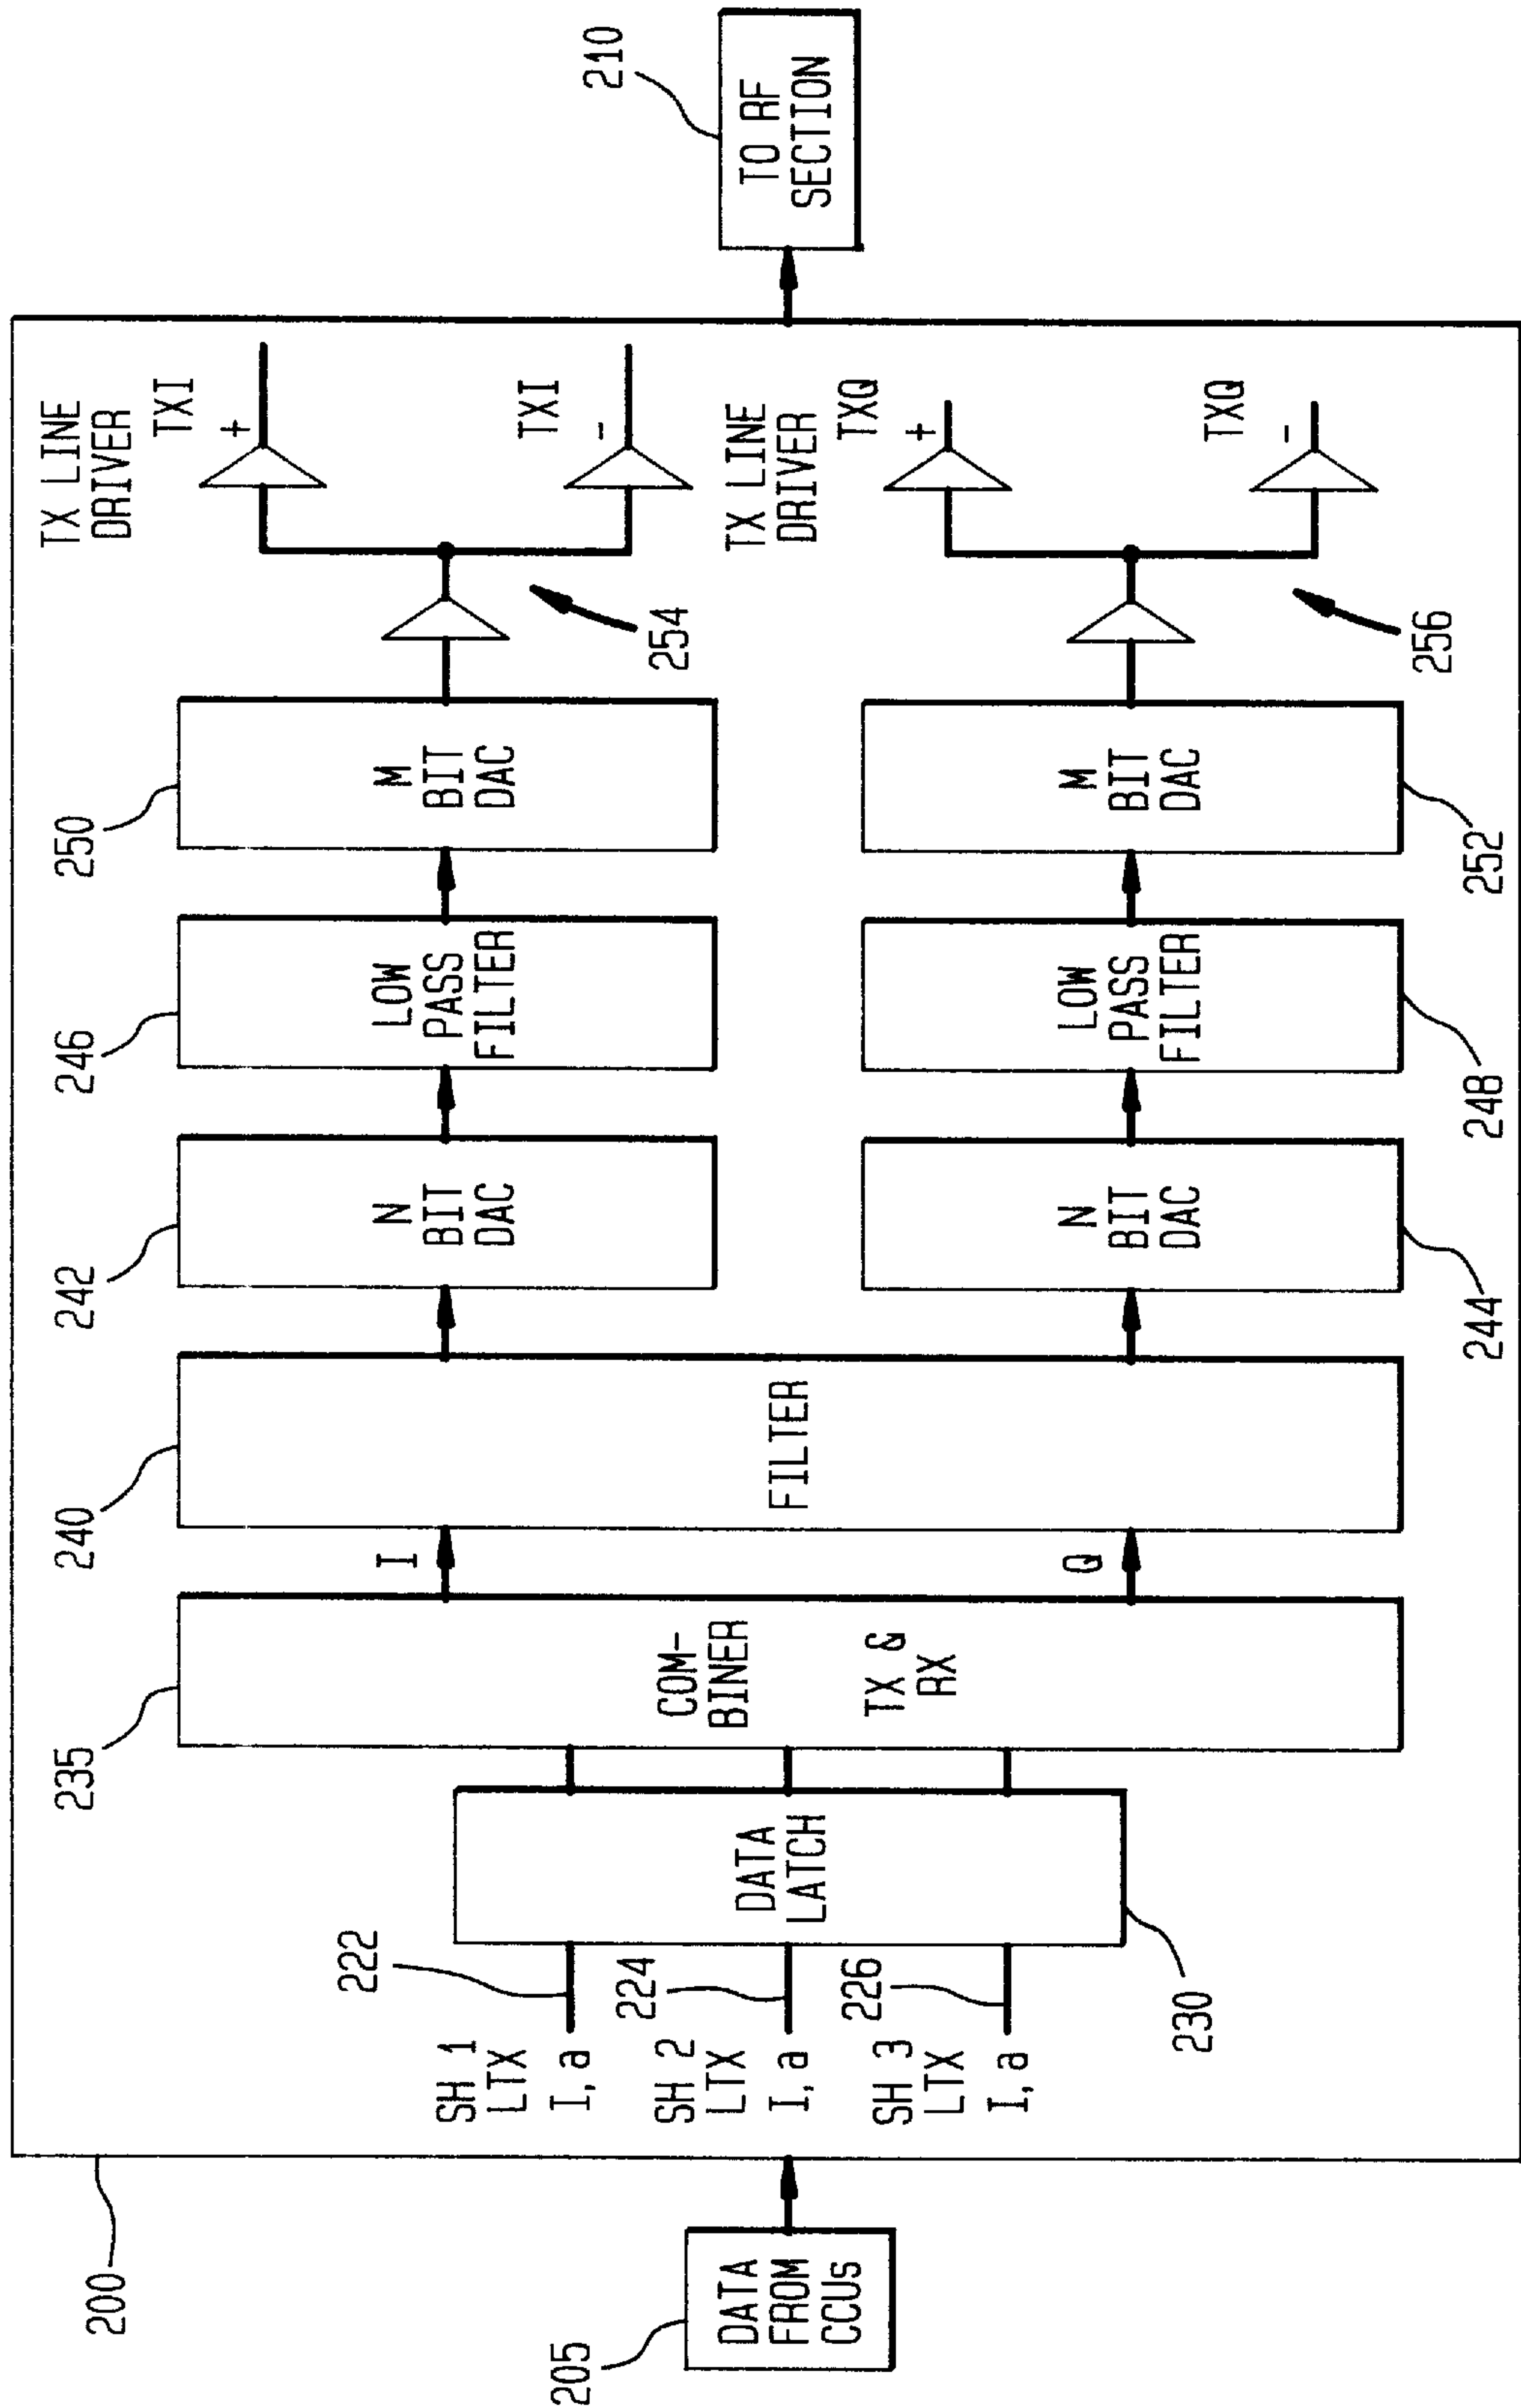 200
205
DATA
FROM
CCUs
SH 1
LTX
I, a
222
SH 2
LTX
I, a
224
SH 3
LTX
I, a
226
DATA
LATCH
230
235
COM-
BINER
TX &
RX
I
Q
240
FILTER
242
N
BIT
DAC
246
LOW
PASS
FILTER
250
M
BIT
DAC
254
TX LINE
DRIVER
TXI
+
TXI
-
N
BIT
DAC
244
LOW
PASS
FILTER
248
M
BIT
DAC
252
256
TX LINE
DRIVER
TXQ
+
TXQ
-
210
TO RF
SECTION